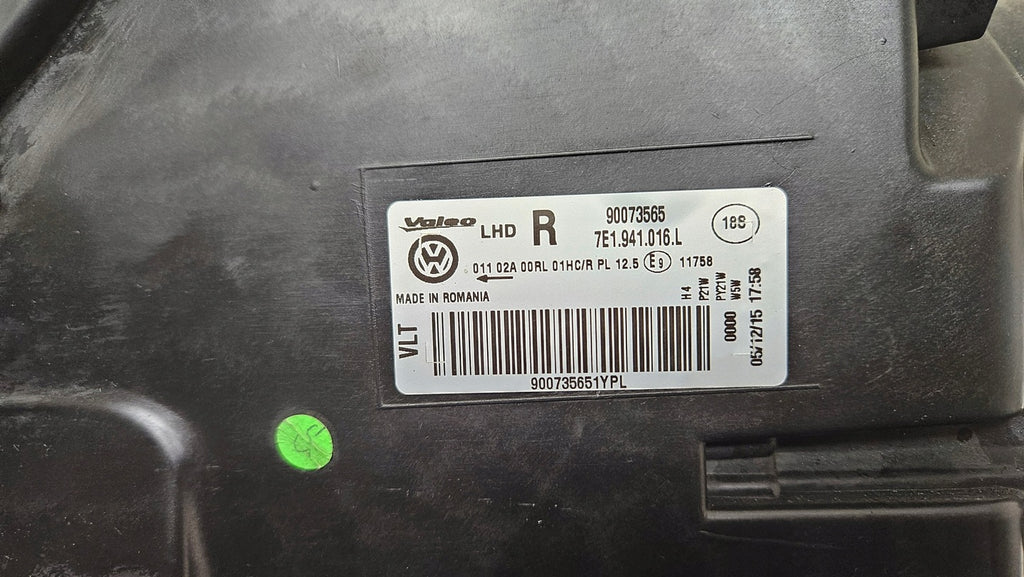 Valeo
LHD
R
90073565
7E1.941.016.L
18S
011 02A 00RL 01HC/R PL 12.5 E9 11758
MADE IN ROMANIA
H4
P21W
PY21W
W5W
VLT
0000
05/12/15 17:58
900735651YPL